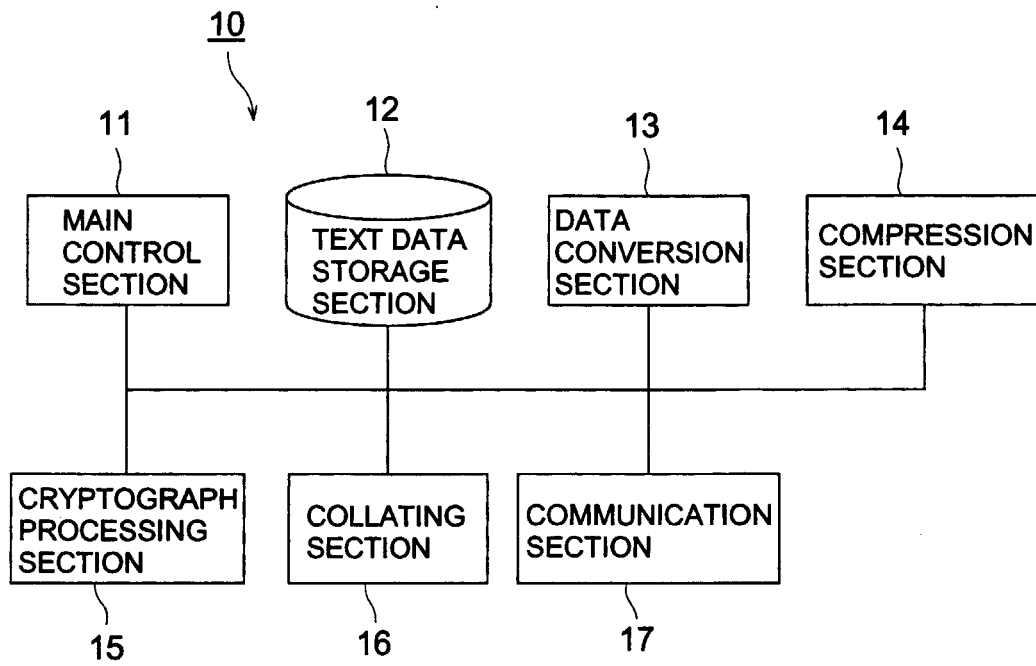 10
11
12
13
14
MAIN
CONTROL
SECTION
TEXT DATA
STORAGE
SECTION
DATA
CONVERSION
SECTION
COMPRESSION
SECTION
CRYPTOGRAPH
PROCESSING
SECTION
COLLATING
SECTION
COMMUNICATION
SECTION
15
16
17